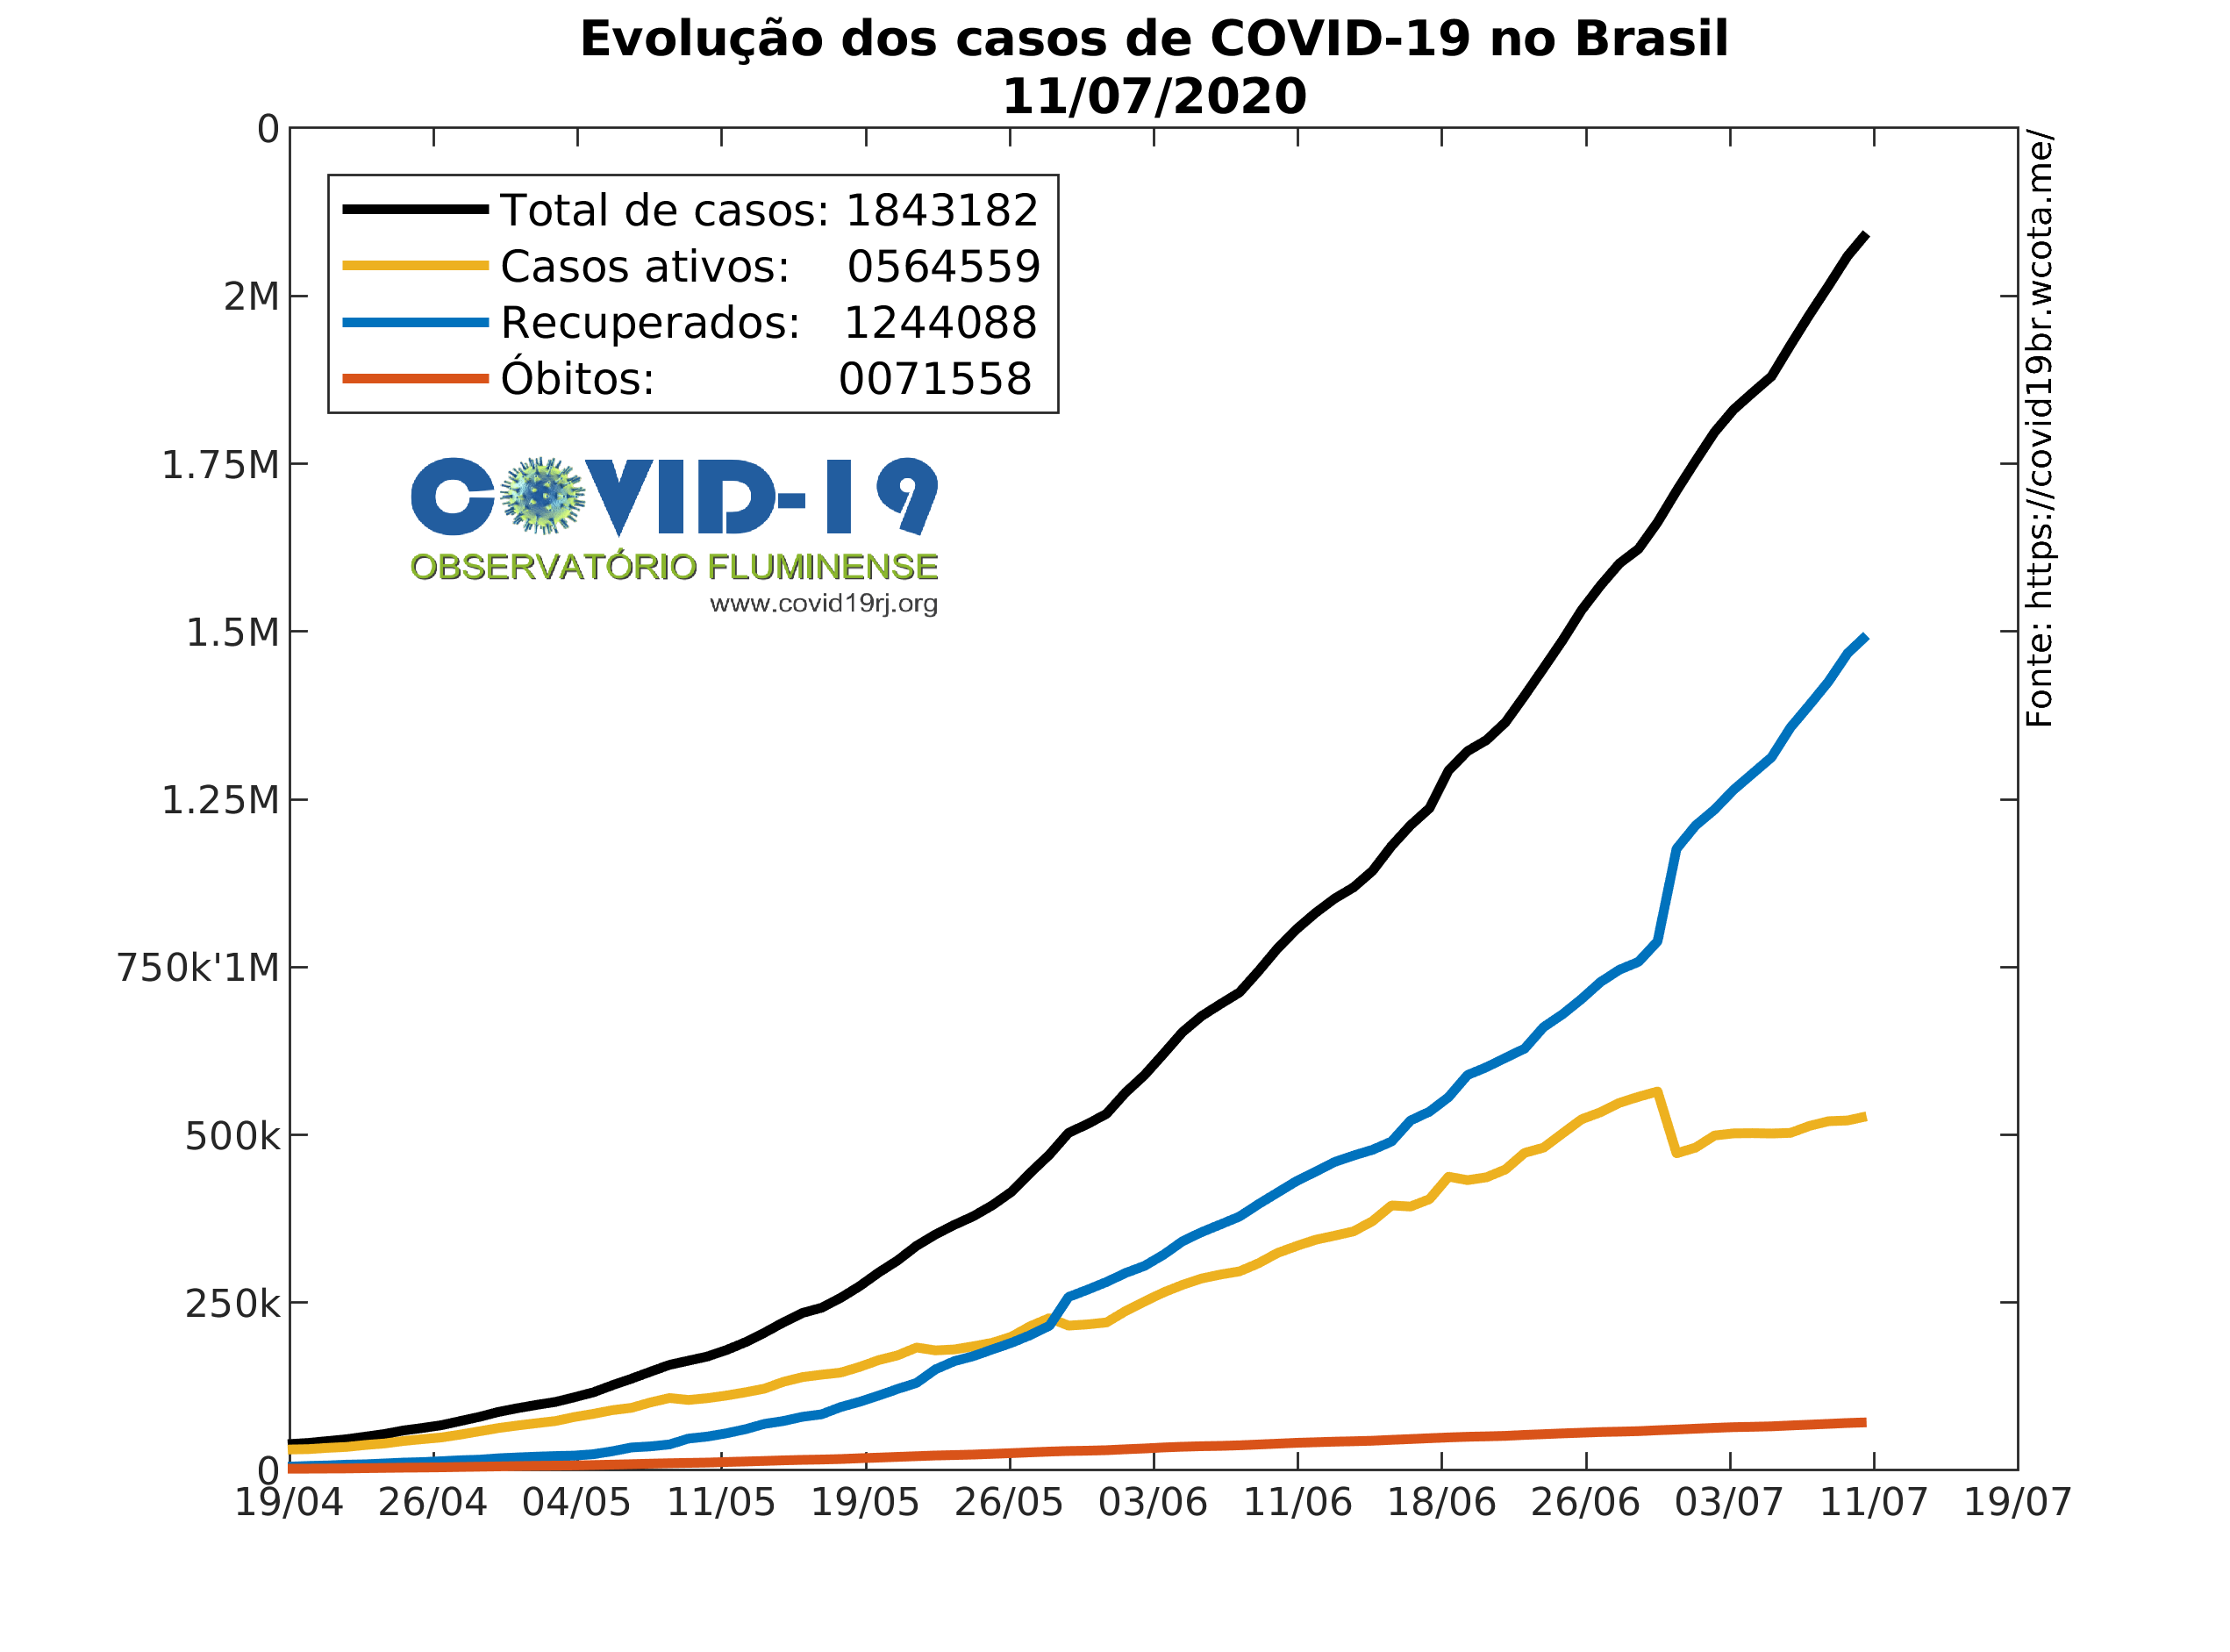 Evolução dos casos de COVID-19 no Brasil
11/07/2020
Total de casos: 1843182
Casos ativos: 0564559
Recuperados: 1244088
Óbitos: 0071558
COVID-19
OBSERVATÓRIO FLUMINENSE
www.covid19rj.org
Fonte: https://covid19br.wcota.me/
0
2M
1.75M
1.5M
1.25M
750k'1M
500k
250k
0
19/04 26/04 04/05 11/05 19/05 26/05 03/06 11/06 18/06 26/06 03/07 11/07 19/07